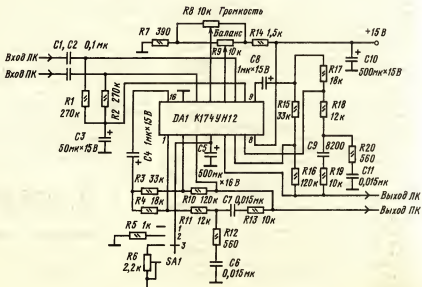 R8 10к Громкость
R7 390
Баланс
R14 1,5к
R9 10к
+15В
C1, C2 0,1мк
Вход ЛК
Вход ПК
C8
1мк×15В
R17
18к
C10
500мк×15В
R1
270к
R2 270к
16
9
DA1 К174УН12
R15
33к
R18
12к
C3
50мк×15В
C4 1мк×15В
1
8
C5
500мк
×16В
C9 8200
R20
560
C11
0,015мк
R3 33к
R4 18к
R10 120к
R11 12к
C7 0,015мк
R13 10к
R16
120к
R19
10к
Выход ЛК
Выход ПК
R5 1к
1
2
3
R6
2,2к
SA1
R12
560
C6
0,015мк